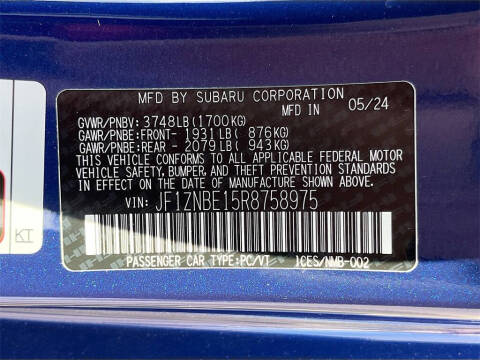 MFD BY SUBARU CORPORATION
GVWR/PNBV: 3748LB(1700KG) MFD IN 05/24
GAWR/PNBE:FRONT- 1931LB( 876KG)
GAWR/PNBE:REAR - 2079LB( 943KG)
THIS VEHICLE CONFORMS TO ALL APPLICABLE FEDERAL MOTOR
VEHICLE SAFETY, BUMPER, AND THEFT PREVENTION STANDARDS
IN EFFECT ON THE DATE OF MANUFACTURE SHOWN ABOVE.
VIN: JF1ZNBE15R8758975
PASSENGER CAR TYPE:PC/VT ICES/NMB-002
KT